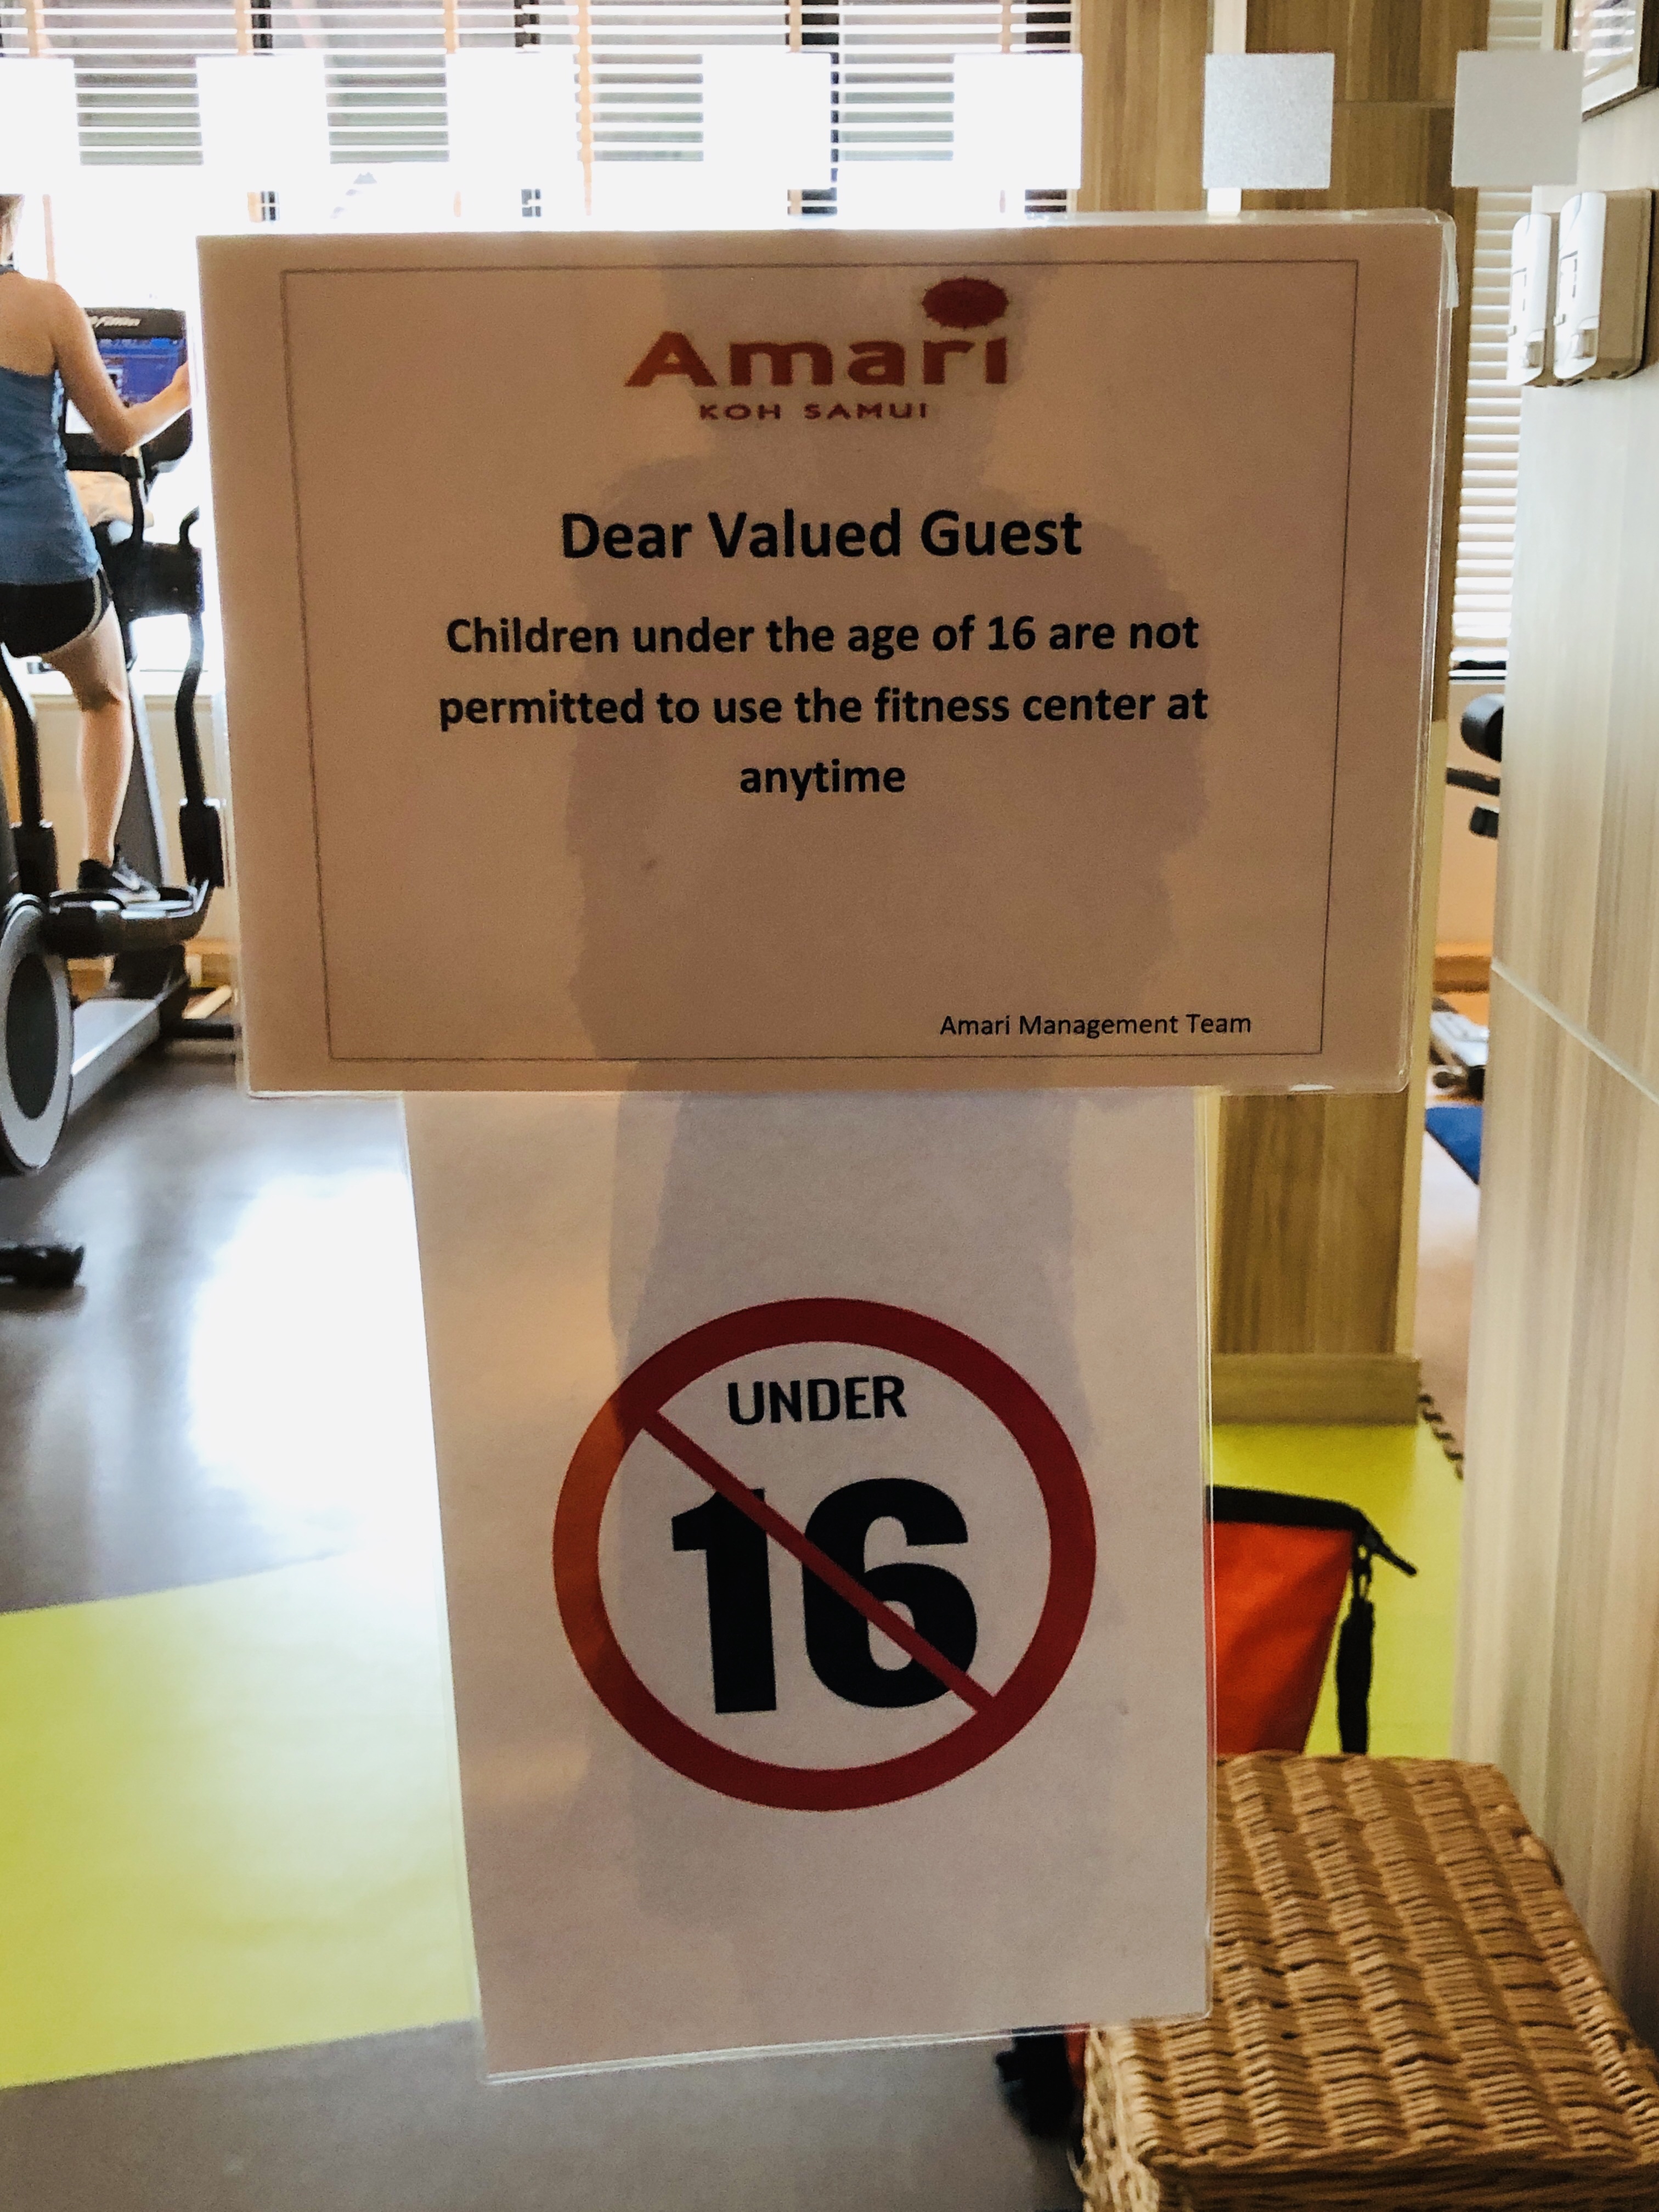 Amari
KOH SAMUI
Dear Valued Guest
Children under the age of 16 are not
permitted to use the fitness center at
anytime
Amari Management Team
UNDER
16